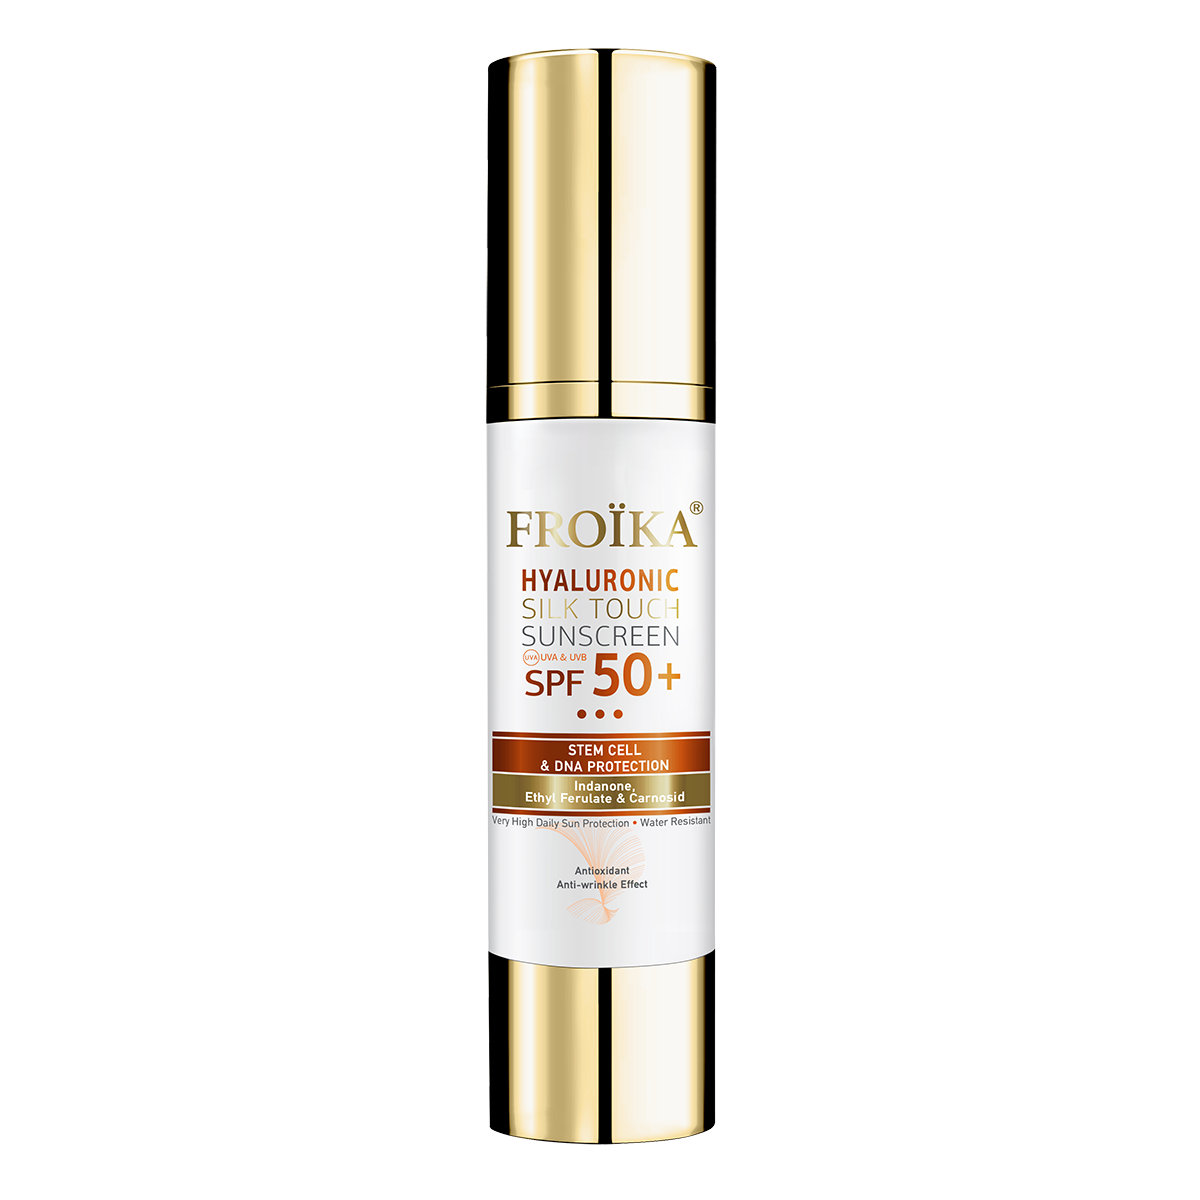 FROÏKA®
HYALURONIC
SILK TOUCH
SUNSCREEN
UVA UVA & UVB
SPF 50+
STEM CELL
& DNA PROTECTION
Indanone,
Ethyl Ferulate & Carnosid
Very High Daily Sun Protection • Water Resistant
Antioxidant
Anti-wrinkle Effect